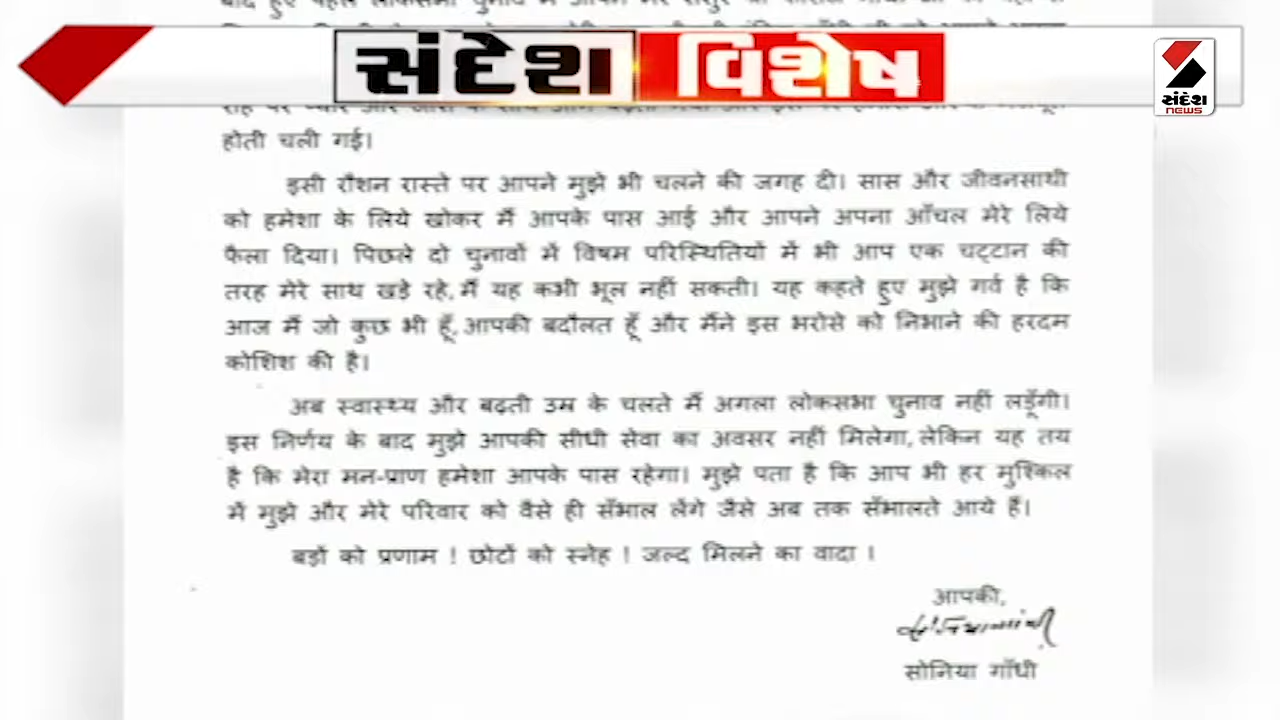 बाद हुए पहले लोकसभा चुनाव में आपने मेरे ससुर श्री फीरोज गाँधी जी को
સંદેશ વિશેષ
સંદેશ
NEWS
होती चली गई।
इसी रौशन रास्ते पर आपने मुझे भी चलने की जगह दी। सास और जीवनसाथी
को हमेशा के लिये खोकर मैं आपके पास आई और आपने अपना आँचल मेरे लिये
फैला दिया। पिछले दो चुनावों में विषम परिस्थितियों में भी आप एक चट्टान की
तरह मेरे साथ खड़े रहे, मैं यह कभी भूल नहीं सकती। यह कहते हुए मुझे गर्व है कि
आज मैं जो कुछ भी हूँ, आपकी बदौलत हूँ और मैंने इस भरोसे को निभाने की हरदम
कोशिश की है।
अब स्वास्थ्य और बढ़ती उम्र के चलते मैं अगला लोकसभा चुनाव नहीं लड़ूँगी।
इस निर्णय के बाद मुझे आपकी सीधी सेवा का अवसर नहीं मिलेगा, लेकिन यह तय
है कि मेरा मन-प्राण हमेशा आपके पास रहेगा। मुझे पता है कि आप भी हर मुश्किल
में मुझे और मेरे परिवार को वैसे ही सँभाल लेंगे जैसे अब तक सँभालते आये हैं।
बड़ों को प्रणाम ! छोटों को स्नेह ! जल्द मिलने का वादा ।
आपकी,
सोनिया गाँधी